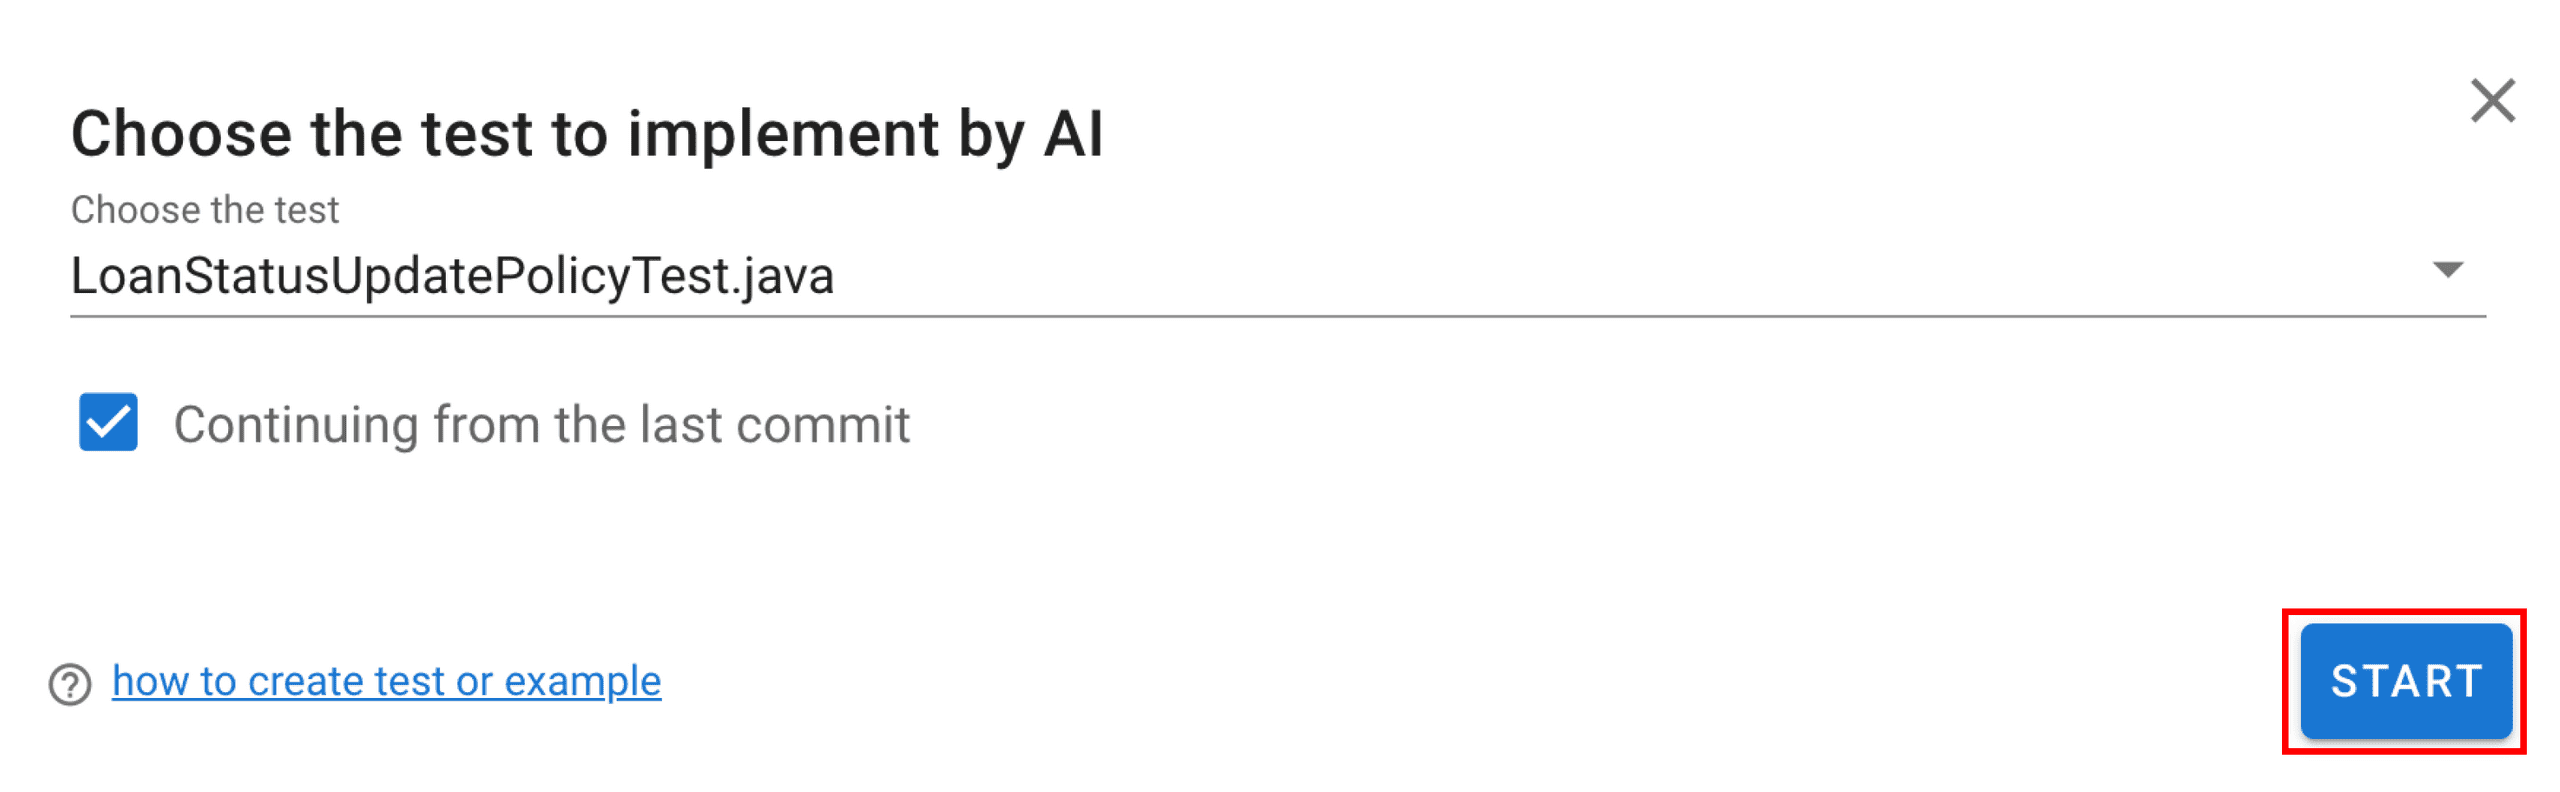 Choose the test to implement by AI
Choose the test
LoanStatusUpdatePolicyTest.java
Continuing from the last commit
how to create test or example
START